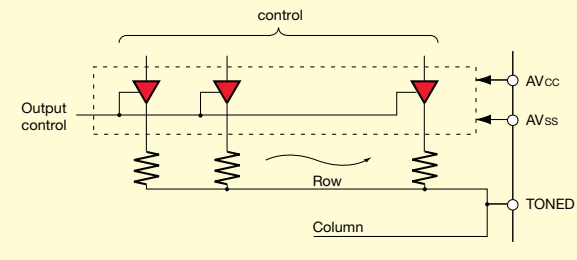 control
Output
control
AVCC
AVSS
Row
TONED
Column